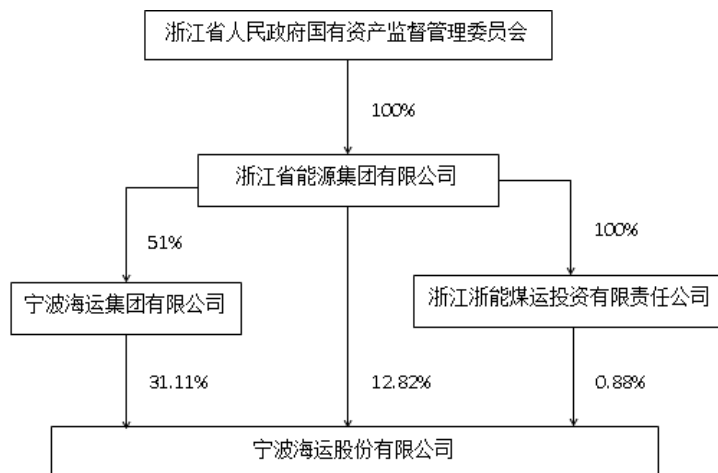 浙江省人民政府国有资产监督管理委员会
100%
浙江省能源集团有限公司
51%
100%
宁波海运集团有限公司
浙江浙能煤运投资有限责任公司
31.11%
12.82%
0.88%
宁波海运股份有限公司